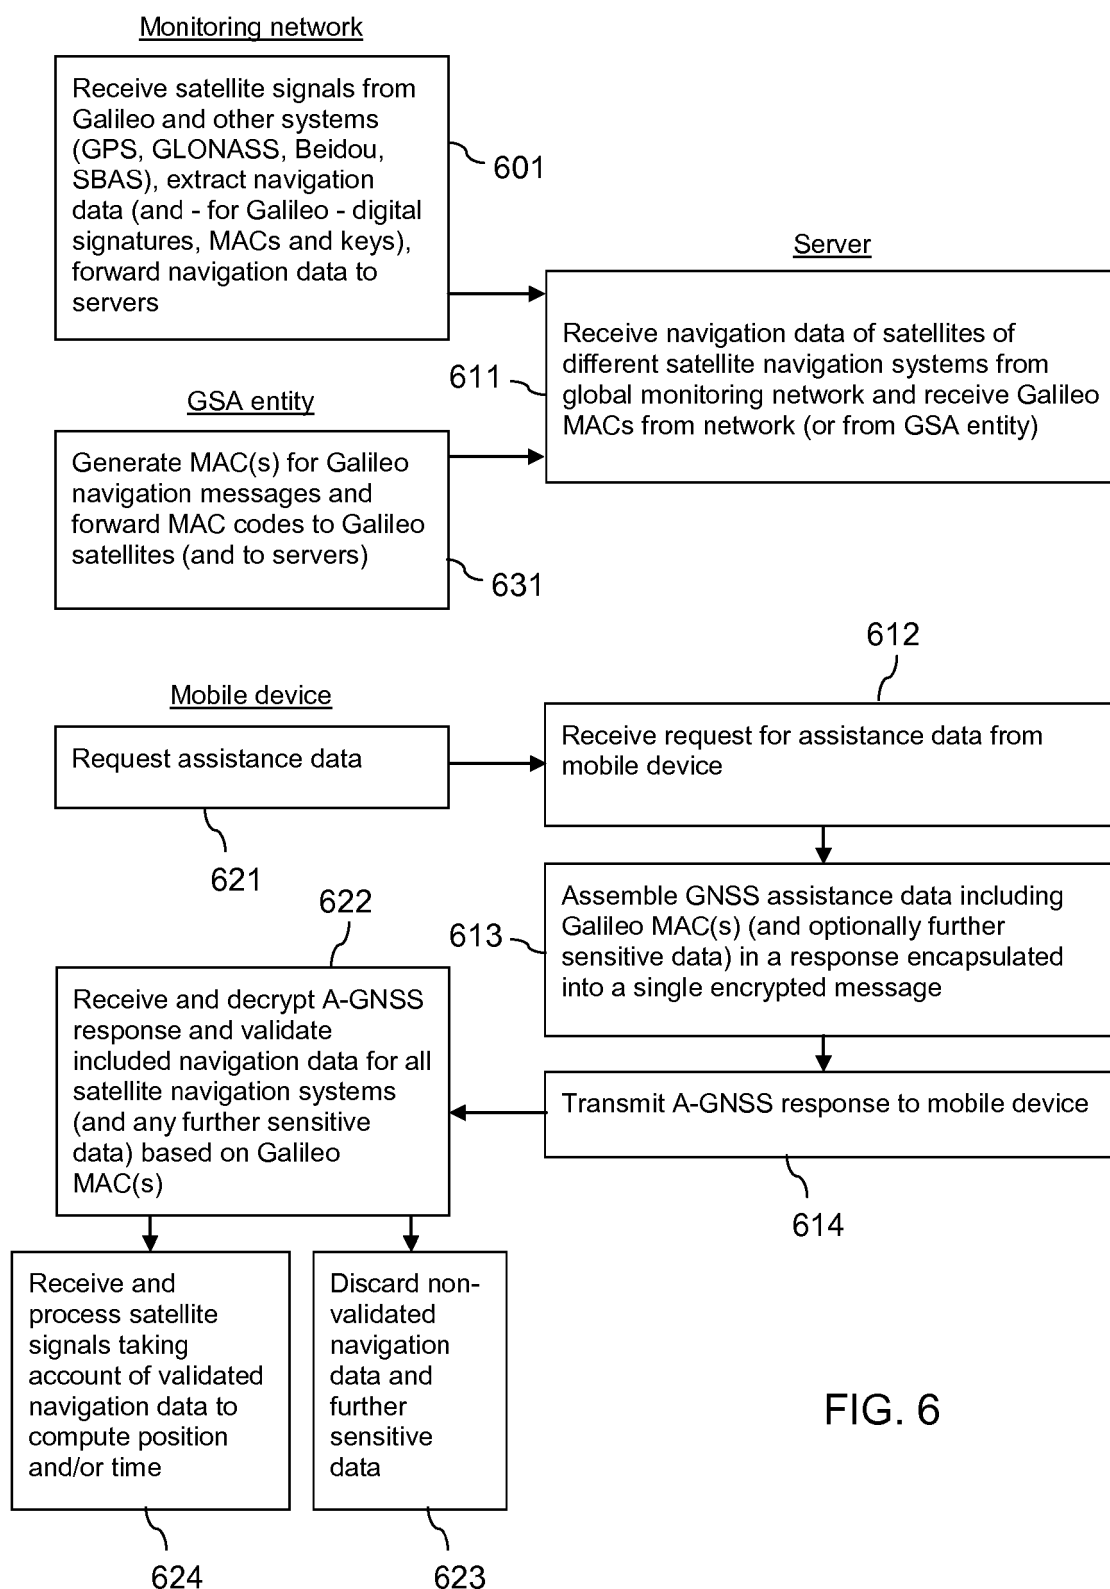 Monitoring network
Receive satellite signals from
Galileo and other systems
(GPS, GLONASS, Beidou,
SBAS), extract navigation
data (and - for Galileo - digital
signatures, MACs and keys),
forward navigation data to
servers
601
Server
Receive navigation data of satellites of
different satellite navigation systems from
global monitoring network and receive Galileo
MACs from network (or from GSA entity)
611
GSA entity
Generate MAC(s) for Galileo
navigation messages and
forward MAC codes to Galileo
satellites (and to servers)
631
612
Mobile device
Request assistance data
621
Receive request for assistance data from
mobile device
Assemble GNSS assistance data including
Galileo MAC(s) (and optionally further
sensitive data) in a response encapsulated
into a single encrypted message
613
622
Receive and decrypt A-GNSS
response and validate
included navigation data for all
satellite navigation systems
(and any further sensitive
data) based on Galileo
MAC(s)
Transmit A-GNSS response to mobile device
614
Receive and
process satellite
signals taking
account of validated
navigation data to
compute position
and/or time
624
Discard non-
validated
navigation
data and
further
sensitive
data
623
FIG. 6